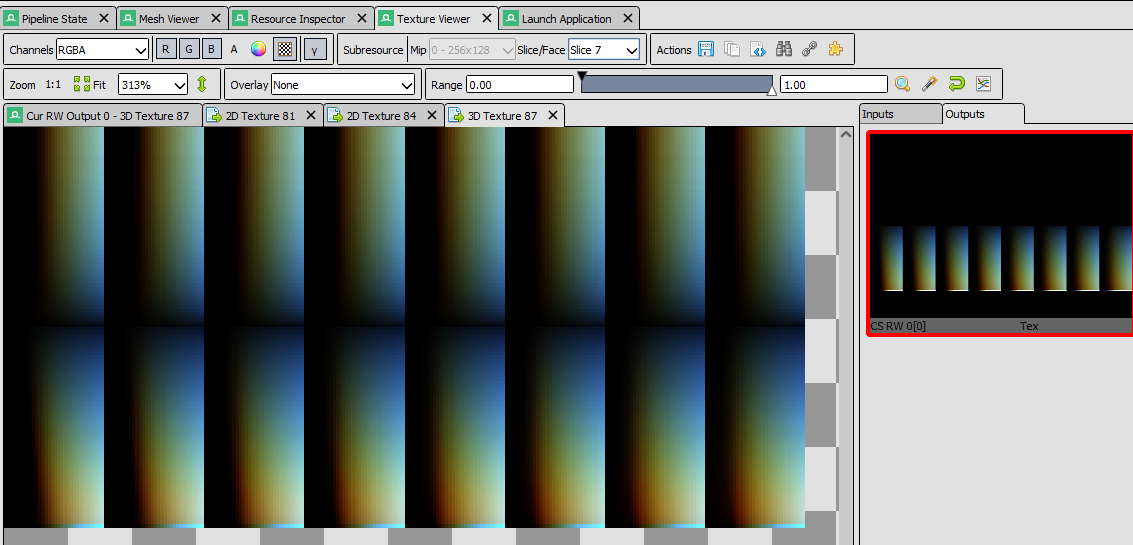 Pipeline State Mesh Viewer Resource Inspector Texture Viewer Launch Application
Channels RGBA R G B A γ Subresource Mip 0 - 256x128 Slice/Face Slice 7 Actions
Zoom 1:1 Fit 313% Overlay None Range 0.00 1.00
Cur RW Output 0 - 3D Texture 87 2D Texture 81 2D Texture 84 3D Texture 87 Inputs Outputs
CS RW 0[0] Tex